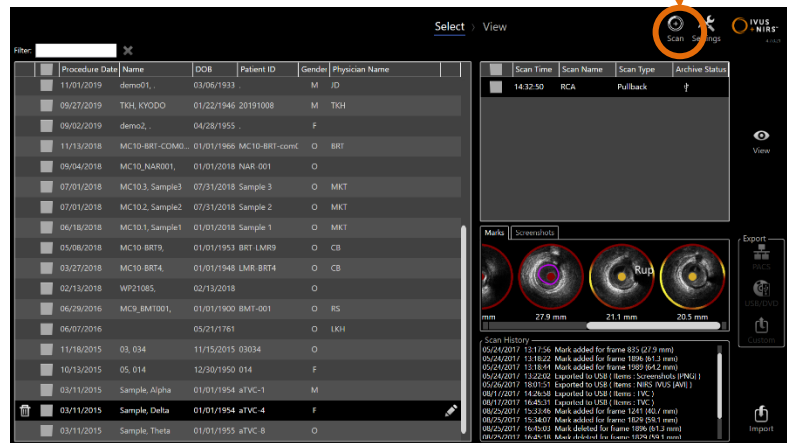 Select › View
Scan Settings
IVUS +NIRS
Filter:
Procedure Date Name DOB Patient ID Gender Physician Name
11/01/2019 demo01, . 03/06/1933 . M JD
09/27/2019 TKH, KYODO 01/22/1946 20191008 M TKH
09/02/2019 demo2, . 04/28/1955 . F
11/13/2018 MC10-BRT-COM0... 01/01/1966 MC10-BRT-com( O BRT
09/04/2018 MC10_NAR001, 01/01/2018 NAR-001 O
07/01/2018 MC10.3, Sample3 07/31/2018 Sample 3 O MKT
07/01/2018 MC10.2, Sample2 07/31/2018 Sample 2 O MKT
06/18/2018 MC10.1, Sample1 01/01/2018 Sample 1 O MKT
05/08/2018 MC10-BRT9, 01/01/1953 BRT-LMR9 O CB
03/27/2018 MC10-BRT4, 01/01/1948 LMR-BRT4 O CB
02/13/2018 WP21085, 02/13/2018 O
06/29/2016 MC9_BMT001, 01/01/1900 BMT-001 O RS
06/07/2016 05/21/1761 O LKH
11/18/2015 03, 034 11/15/2015 03034 O
10/13/2015 05, 014 12/30/1950 014 F
03/11/2015 Sample, Alpha 01/01/1954 aTVC-1 M
03/11/2015 Sample, Delta 01/01/1954 aTVC-4 F
03/11/2015 Sample, Theta 01/01/1955 aTVC-8 O
Scan Time Scan Name Scan Type Archive Status
14:32:50 RCA Pullback
View
Marks Screenshots
Rup
mm 27.9 mm 21.1 mm 20.5 mm
Scan History
05/24/2017 13:17:56 Mark added for frame 835 (27.9 mm)
05/24/2017 13:18:22 Mark added for frame 1896 (61.3 mm)
05/24/2017 13:18:44 Mark added for frame 1989 (64.2 mm)
05/24/2017 13:22:02 Exported to USB ( Items : Screenshots [PNG] )
05/26/2017 18:01:51 Exported to USB ( Items : NIRS IVUS [AVI] )
08/17/2017 14:26:58 Exported to USB ( Items : TVC )
08/17/2017 16:45:31 Exported to USB ( Items : TVC )
08/25/2017 15:33:46 Mark added for frame 1241 (40.7 mm)
08/25/2017 15:34:07 Mark added for frame 1829 (59.1 mm)
08/25/2017 16:45:03 Mark deleted for frame 1896 (61.3 mm)
08/25/2017 16:45:18 Mark deleted for frame 1829 (59.1 mm)
Export
PACS
USB/DVD
Custom
Import